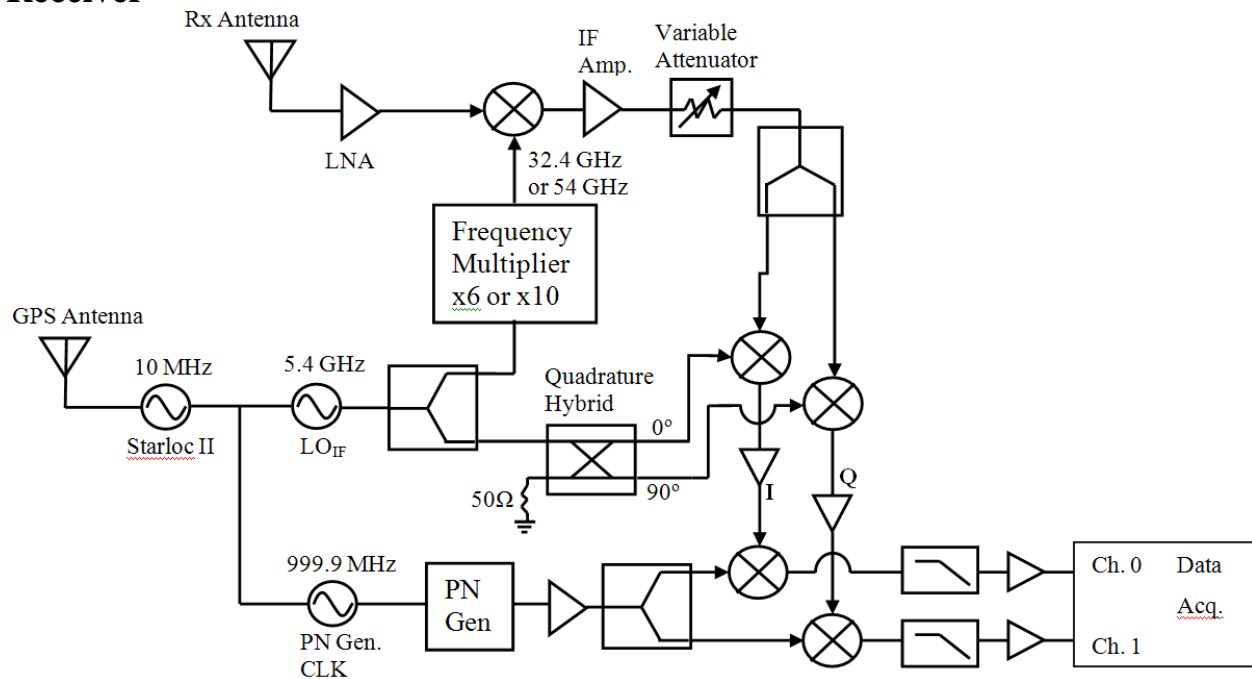 Receiver
Rx Antenna
IF
Amp.
Variable
Attenuator
LNA
32.4 GHz
or 54 GHz
Frequency
Multiplier
x6 or x10
GPS Antenna
10 MHz
5.4 GHz
Quadrature
Hybrid
0º
Starloc II
LOIF
50Ω
90º
I
Q
999.9 MHz
PN
Gen
PN Gen.
CLK
Ch. 0
Data
Acq.
Ch. 1